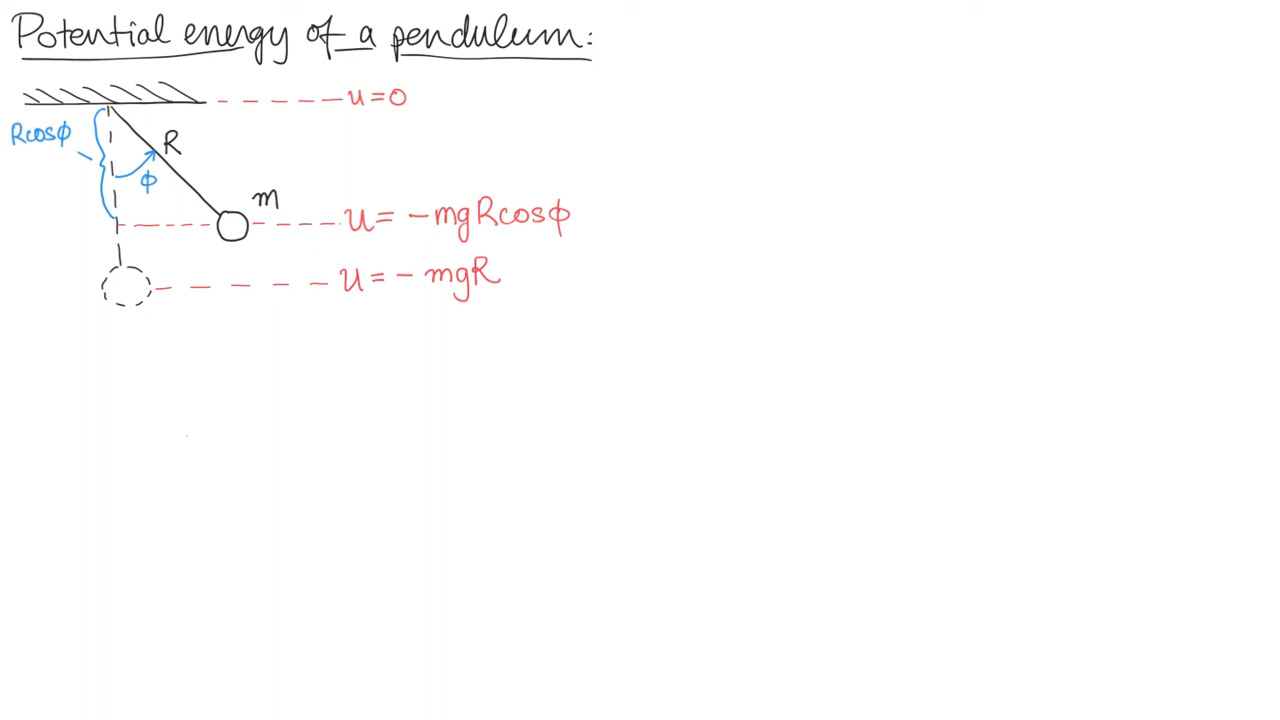 Potential energy of a pendulum:
u=0
Rcosϕ
R
ϕ
m
U= -mgRcosϕ
U=- mgR